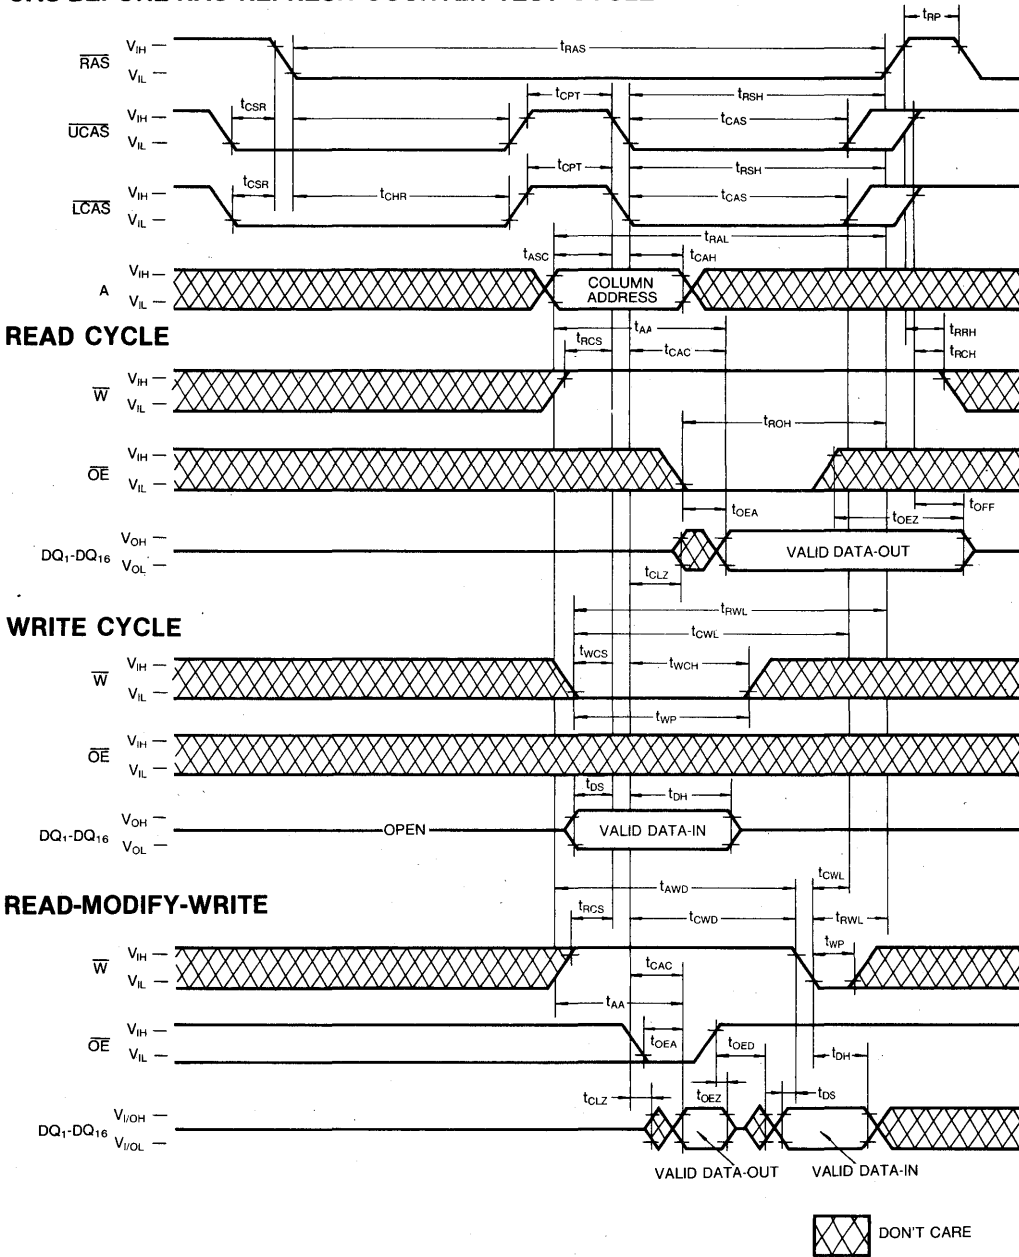 CAS-BEFORE-RAS REFRESH COUNTER TEST CYCLE
tRP
RAS VIH — VIL — tRAS
UCAS VIH — VIL — tCSR tCPT tRSH tCAS
LCAS VIH — VIL — tCSR tCHR tCPT tRSH tCAS
tRAL
tASC tCAH
A VIH — VIL — COLUMN ADDRESS
READ CYCLE
tAA tRRH
tRCS tCAC tRCH
W VIH — VIL —
tROH
OE VIH — VIL —
tOEA tOEZ tOFF
DQ1-DQ16 VOH — VOL — VALID DATA-OUT
tCLZ
WRITE CYCLE
tRWL
tCWL
W VIH — VIL — tWCS tWCH
tWP
OE VIH — VIL —
tDS tDH
DQ1-DQ16 VOH — VOL — OPEN VALID DATA-IN
READ-MODIFY-WRITE
tAWD tCWL
tRCS tCWD tRWL
W VIH — VIL — tWP
tCAC
tAA
OE VIH — VIL — tOEA tOED tDH
tCLZ tOEZ tDS
DQ1-DQ16 VI/OH — VI/OL —
VALID DATA-OUT VALID DATA-IN
DON'T CARE